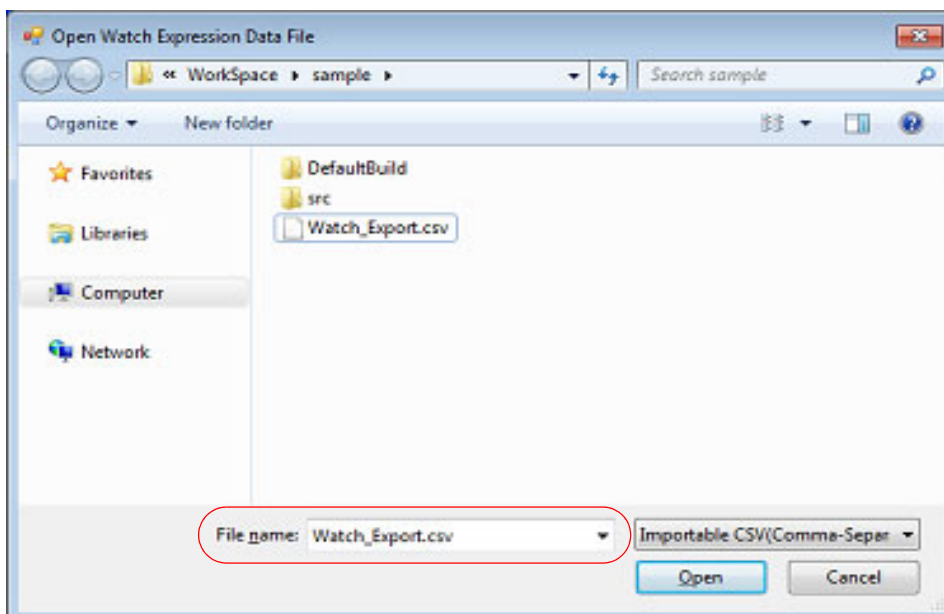 Open Watch Expression Data File
« WorkSpace ▸ sample ▸
Search sample
Organize
New folder
Favorites
Libraries
Computer
Network
DefaultBuild
src
Watch_Export.csv
File name: Watch_Export.csv
Importable CSV(Comma-Separ
Open
Cancel